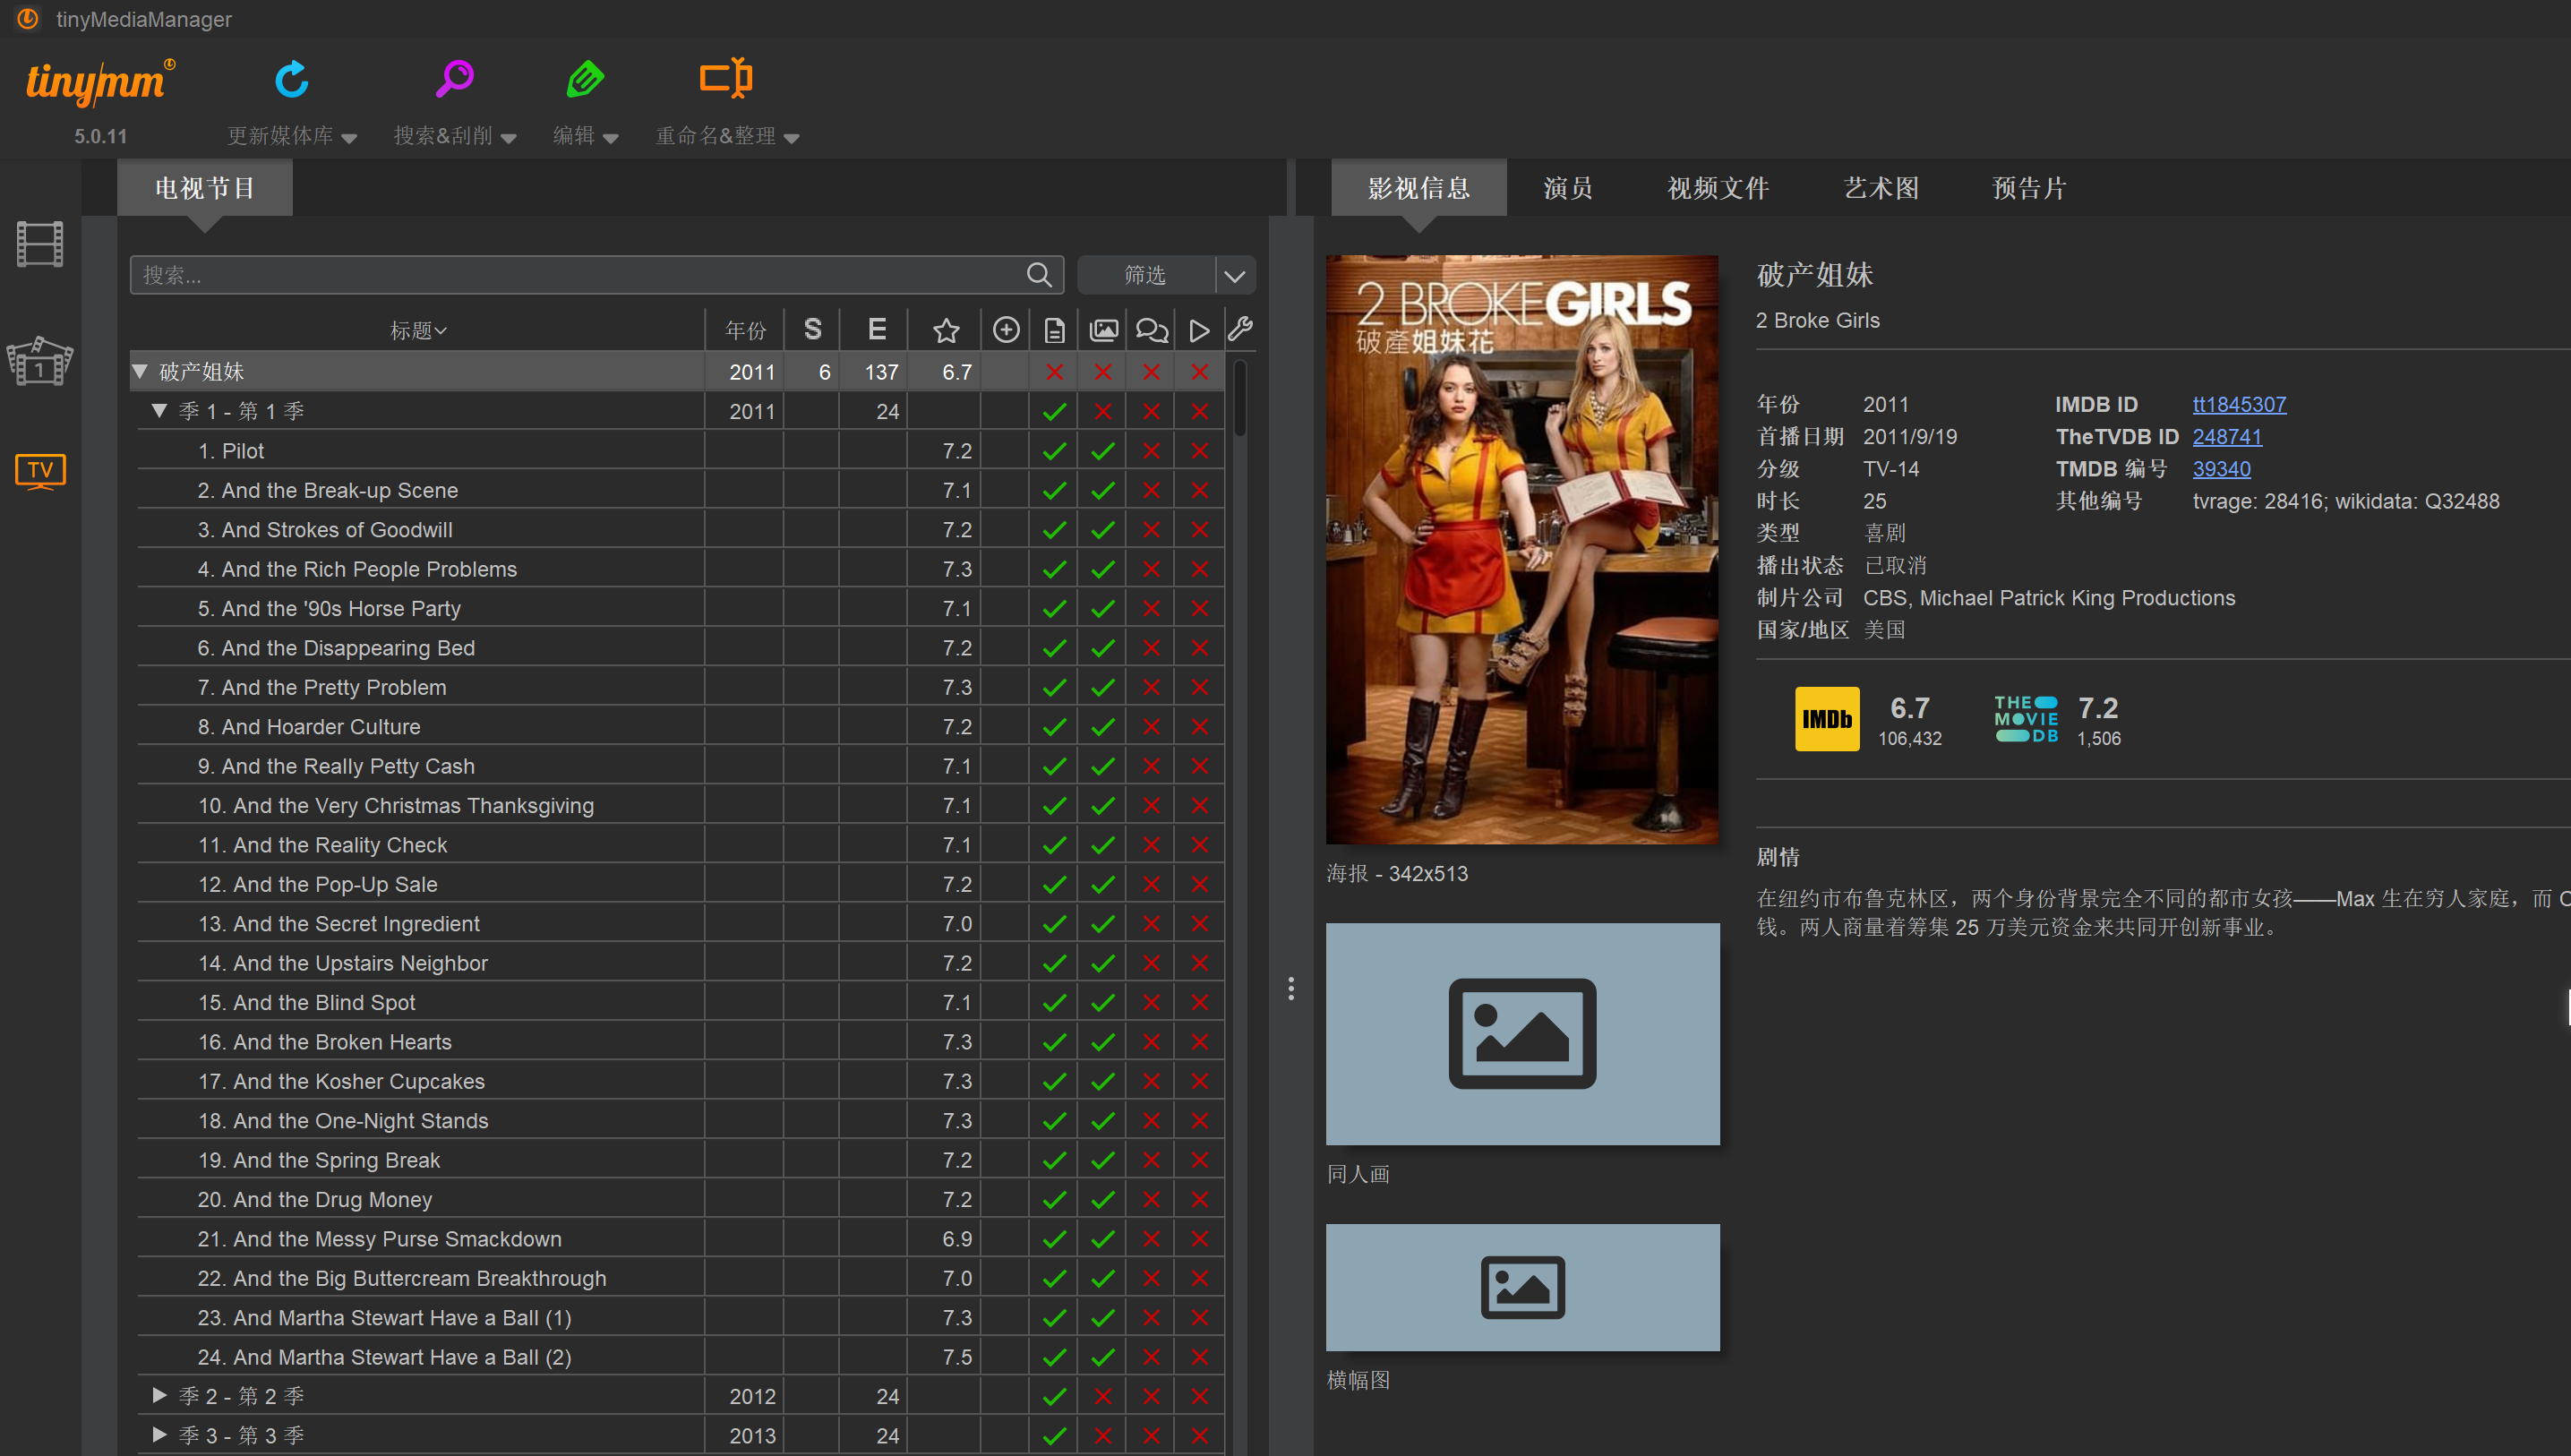 tinyMediaManager
tinymm
5.0.11
更新媒体库
搜索&刮削
编辑
重命名&整理
电视节目
影视信息
演员
视频文件
艺术图
预告片
1
TV
搜索...
筛选
标题 年份 S E
破产姐妹 2011 6 137 6.7
季 1 - 第 1 季 2011 24
1. Pilot 7.2
2. And the Break-up Scene 7.1
3. And Strokes of Goodwill 7.2
4. And the Rich People Problems 7.3
5. And the '90s Horse Party 7.1
6. And the Disappearing Bed 7.2
7. And the Pretty Problem 7.3
8. And Hoarder Culture 7.2
9. And the Really Petty Cash 7.1
10. And the Very Christmas Thanksgiving 7.1
11. And the Reality Check 7.1
12. And the Pop-Up Sale 7.2
13. And the Secret Ingredient 7.0
14. And the Upstairs Neighbor 7.2
15. And the Blind Spot 7.1
16. And the Broken Hearts 7.3
17. And the Kosher Cupcakes 7.3
18. And the One-Night Stands 7.3
19. And the Spring Break 7.2
20. And the Drug Money 7.2
21. And the Messy Purse Smackdown 6.9
22. And the Big Buttercream Breakthrough 7.0
23. And Martha Stewart Have a Ball (1) 7.3
24. And Martha Stewart Have a Ball (2) 7.5
季 2 - 第 2 季 2012 24
季 3 - 第 3 季 2013 24
2 BROKE GIRLS
破產姐妹花
海报 - 342x513
同人画
横幅图
破产姐妹
2 Broke Girls
年份 2011 IMDB ID tt1845307
首播日期 2011/9/19 TheTVDB ID 248741
分级 TV-14 TMDB 编号 39340
时长 25 其他编号 tvrage: 28416; wikidata: Q32488
类型 喜剧
播出状态 已取消
制片公司 CBS, Michael Patrick King Productions
国家/地区 美国
IMDb 6.7 106,432
THE MOVIE DB 7.2 1,506
剧情
在纽约市布鲁克林区，两个身份背景完全不同的都市女孩——Max 生在穷人家庭，而
钱。两人商量着筹集 25 万美元资金来共同开创新事业。